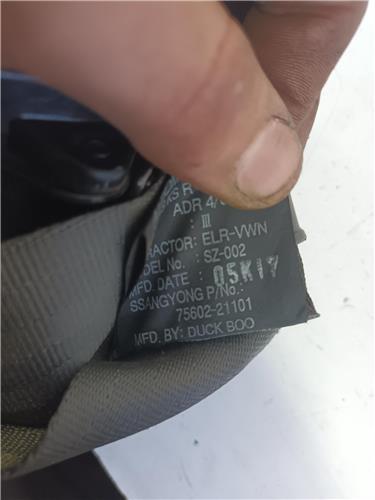 KS R
ADR 4/
III
RACTOR: ELR-VWN
DEL No. : SZ-002
MFD. DATE : 05K17
SSANGYONG P/No. :
75602-21101
MFD. BY: DUCK BOO